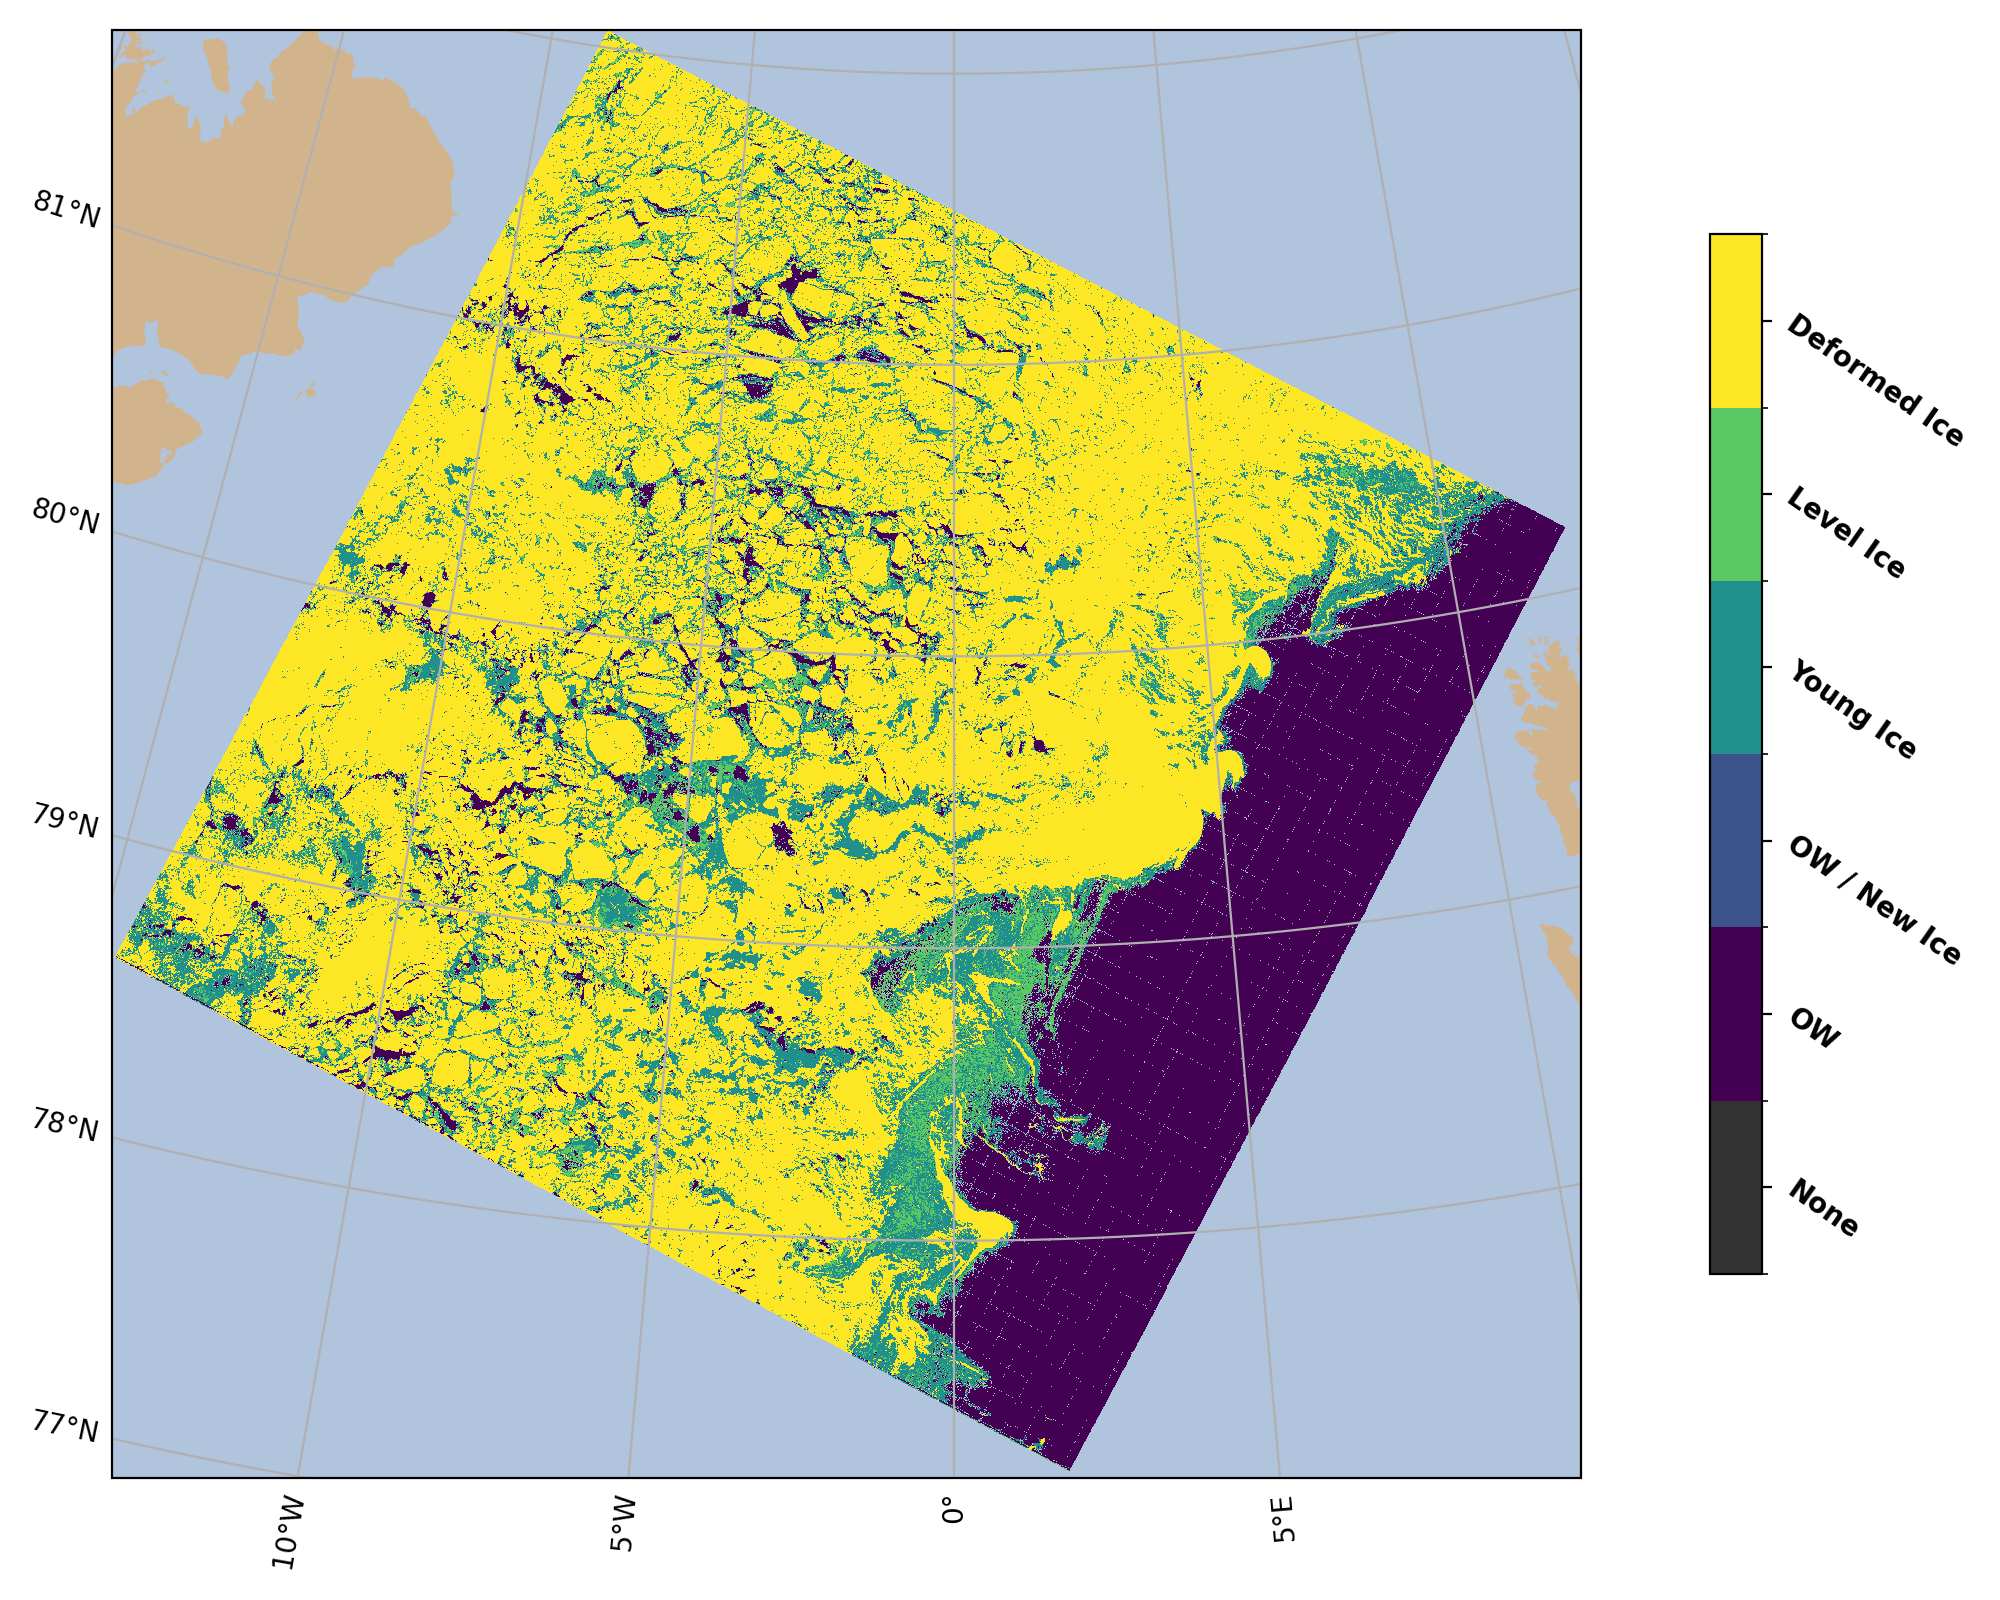 81°N
80°N
79°N
78°N
77°N
10°W
5°W
0°
5°E
Deformed Ice
Level Ice
Young Ice
OW / New Ice
OW
None